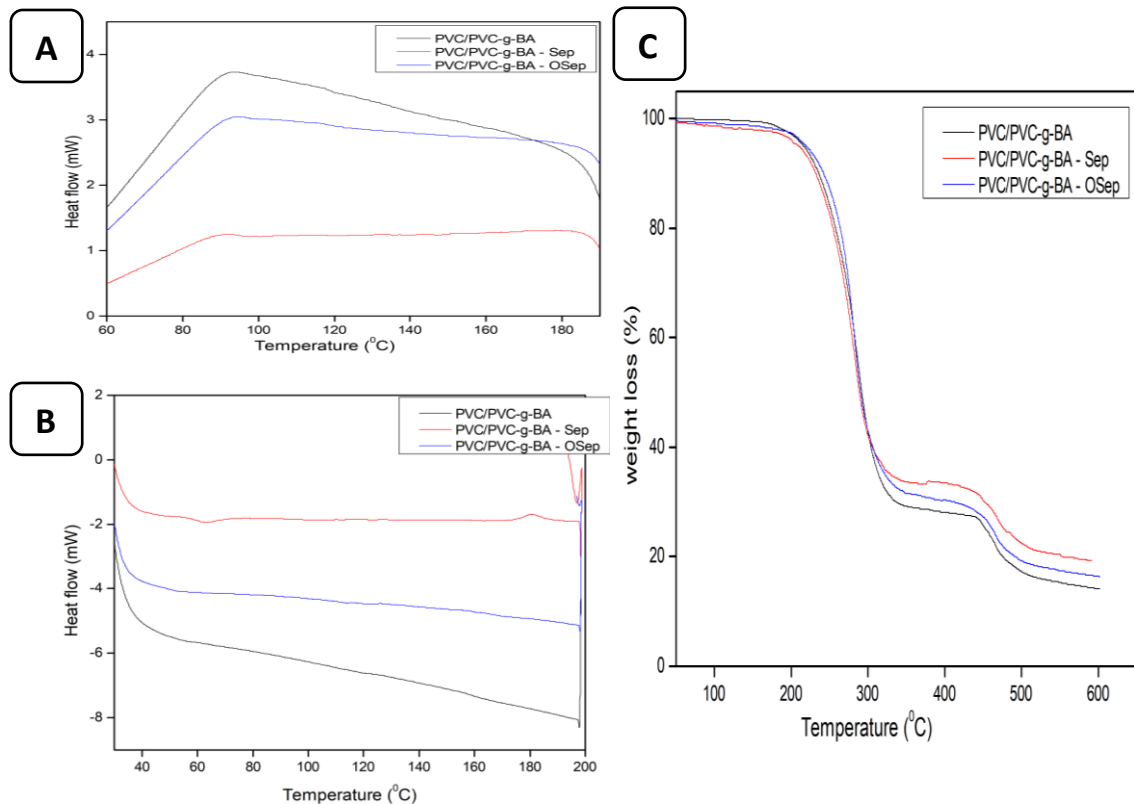 A
PVC/PVC-g-BA
PVC/PVC-g-BA - Sep
PVC/PVC-g-BA - OSep
4
3
2
1
0
Heat flow (mW)
60 80 100 120 140 160 180
Temperature (⁰C)
B
PVC/PVC-g-BA
PVC/PVC-g-BA - Sep
PVC/PVC-g-BA - OSep
2
0
-2
-4
-6
-8
Heat flow (mW)
40 60 80 100 120 140 160 180 200
Temperature (⁰C)
C
PVC/PVC-g-BA
PVC/PVC-g-BA - Sep
PVC/PVC-g-BA - OSep
100
80
60
40
20
0
weight loss (%)
100 200 300 400 500 600
Temperature (⁰C)